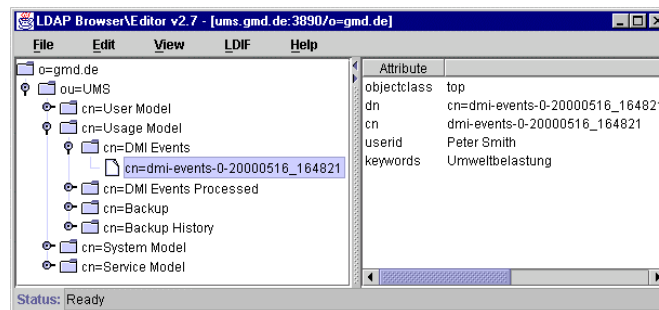 LDAP Browser\Editor v2.7 - [ums.gmd.de:3890/o=gmd.de]
File Edit View LDIF Help
o=gmd.de
ou=UMS
cn=User Model
cn=Usage Model
cn=DMI Events
cn=dmi-events-0-20000516_164821
cn=DMI Events Processed
cn=Backup
cn=Backup History
cn=System Model
cn=Service Model
Attribute
objectclass top
dn cn=dmi-events-0-20000516_16482
cn dmi-events-0-20000516_164821
userid Peter Smith
keywords Umweltbelastung
Status: Ready